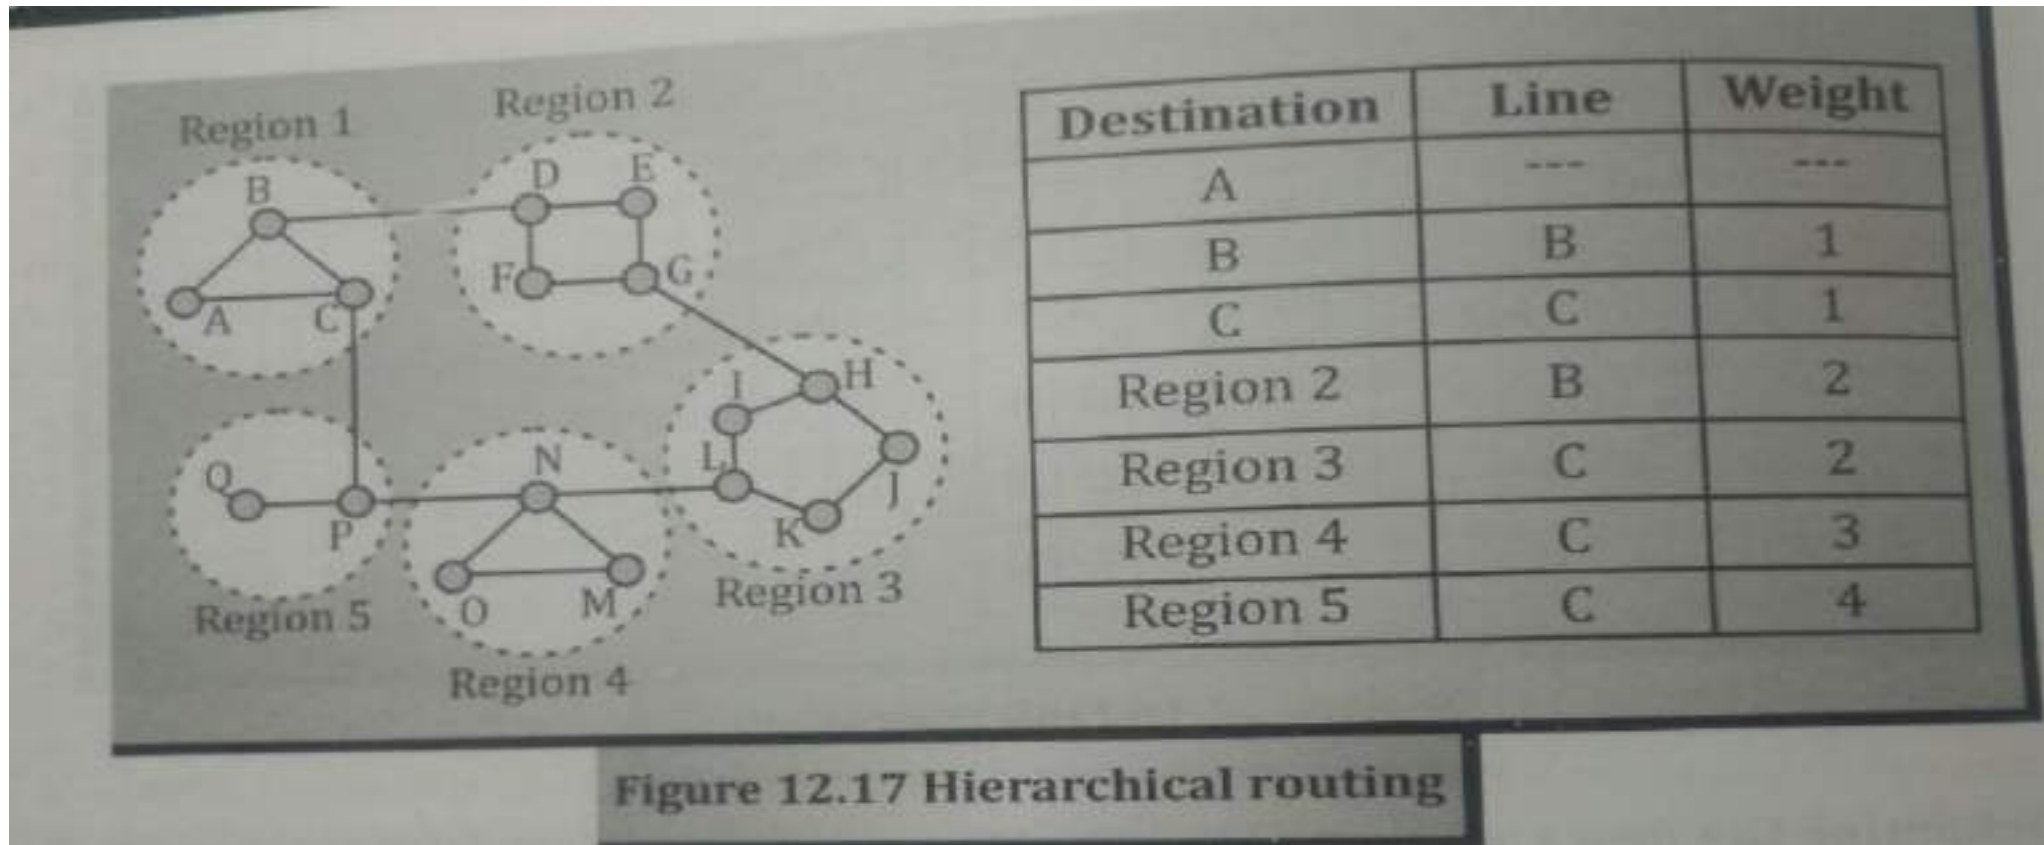 Region 1
Region 2
B
A
C
D
E
F
G
H
I
J
K
L
Region 3
N
O
M
Region 4
Q
P
Region 5
Destination Line Weight
A --- ---
B B 1
C C 1
Region 2 B 2
Region 3 C 2
Region 4 C 3
Region 5 C 4
Figure 12.17 Hierarchical routing